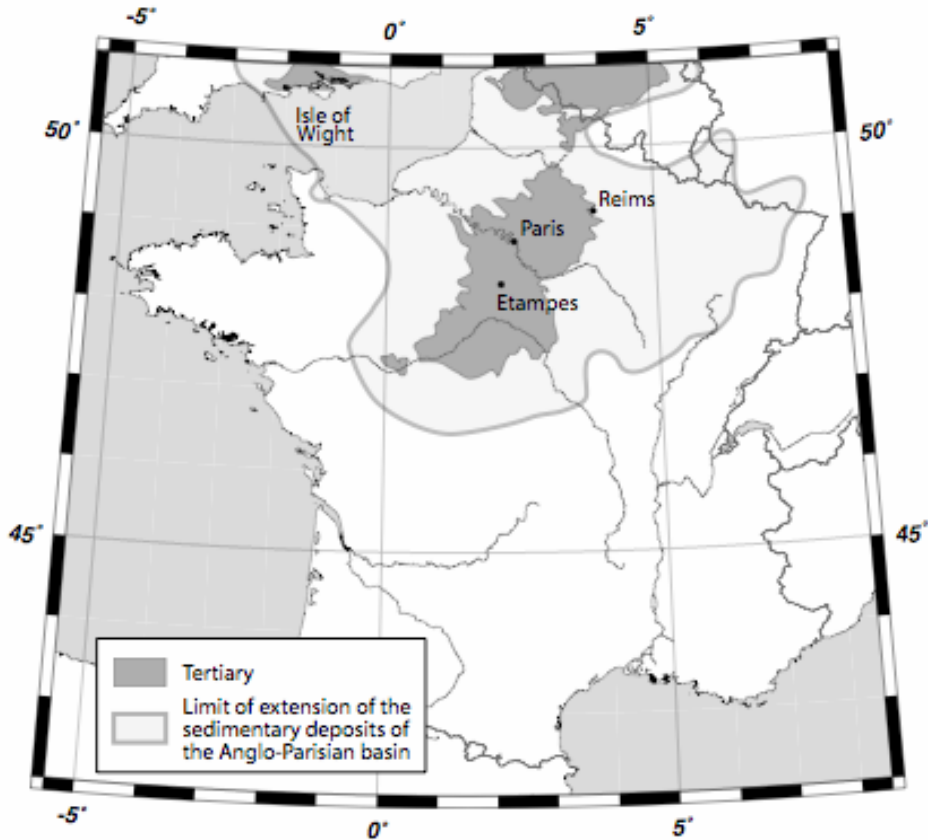 -5°
0°
5°
50°
50°
Isle of
Wight
Reims
Paris
Etampes
45°
45°
Tertiary
Limit of extension of the
sedimentary deposits of
the Anglo-Parisian basin
-5°
0°
5°